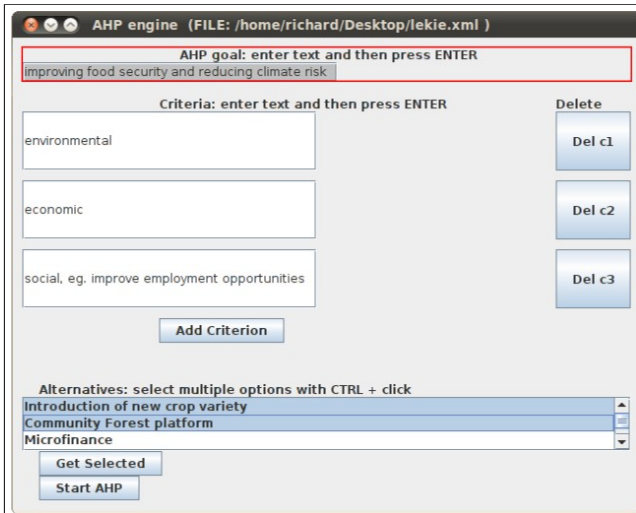 AHP engine (FILE: /home/richard/Desktop/lekie.xml )
AHP goal: enter text and then press ENTER
improving food security and reducing climate risk
Criteria: enter text and then press ENTER Delete
environmental Del c1
economic Del c2
social, eg. improve employment opportunities Del c3
Add Criterion
Alternatives: select multiple options with CTRL + click
Introduction of new crop variety
Community Forest platform
Microfinance
Get Selected
Start AHP